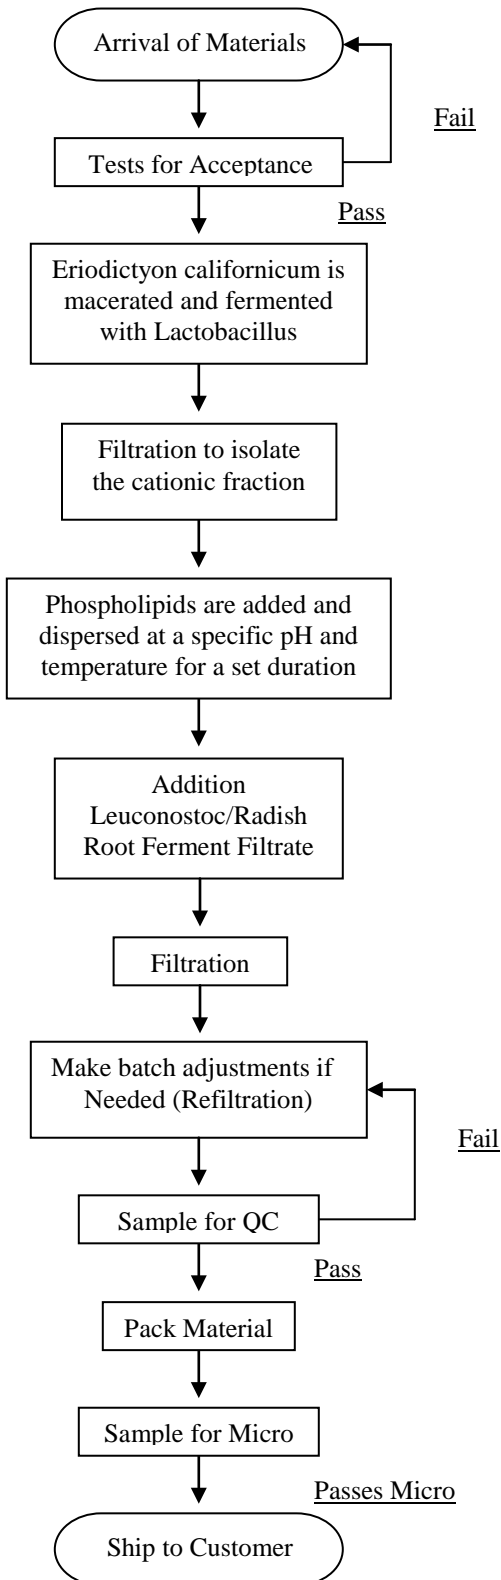 Arrival of Materials
Fail
Tests for Acceptance
Pass
Eriodictyon californicum is
macerated and fermented
with Lactobacillus
Filtration to isolate
the cationic fraction
Phospholipids are added and
dispersed at a specific pH and
temperature for a set duration
Addition
Leuconostoc/Radish
Root Ferment Filtrate
Filtration
Make batch adjustments if
Needed (Refiltration)
Fail
Sample for QC
Pass
Pack Material
Sample for Micro
Passes Micro
Ship to Customer